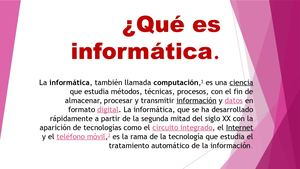 ¿Qué es
informática.
La informática, también llamada computación,¹ es una ciencia
que estudia métodos, técnicas, procesos, con el fin de
almacenar, procesar y transmitir información y datos en
formato digital. La informática, que se ha desarrollado
rápidamente a partir de la segunda mitad del siglo XX con la
aparición de tecnologías como el circuito integrado, el Internet
y el teléfono móvil,² es la rama de la tecnología que estudia el
tratamiento automático de la información